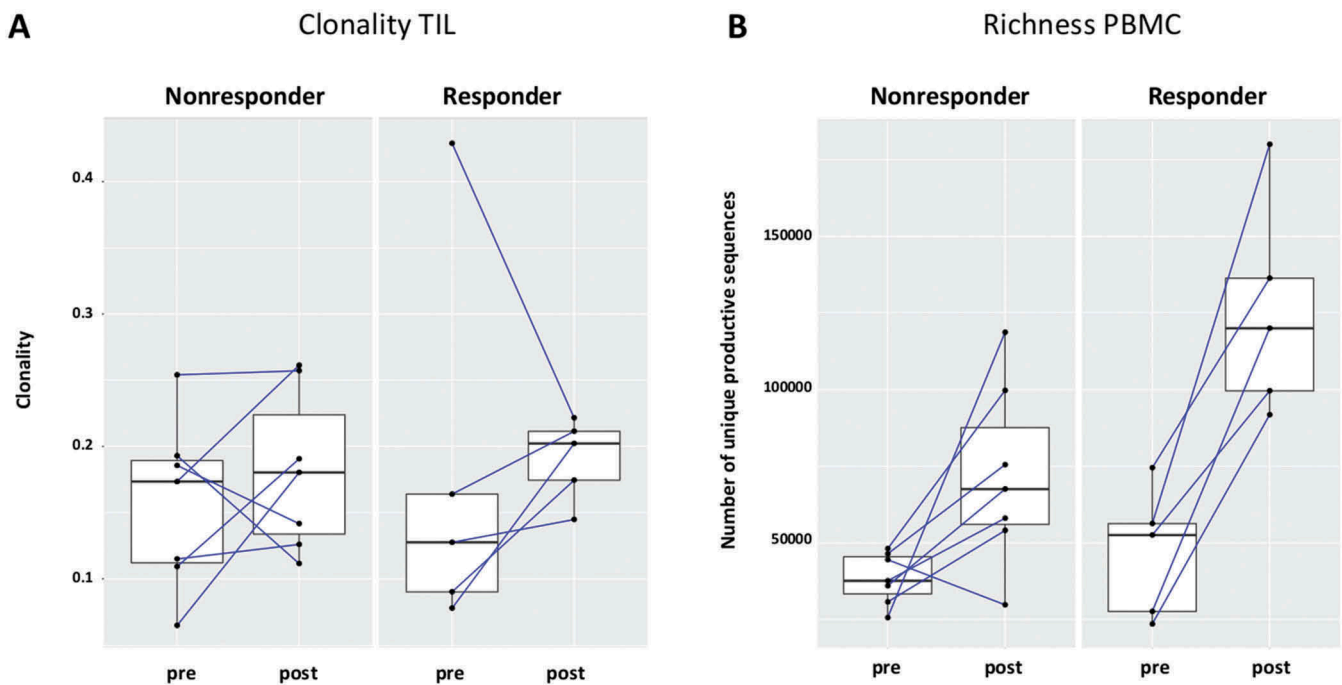 A
Clonality TIL
Nonresponder
Responder
Clonality
0.4
0.3
0.2
0.1
pre
post
pre
post
B
Richness PBMC
Nonresponder
Responder
Number of unique productive sequences
150000
100000
50000
pre
post
pre
post